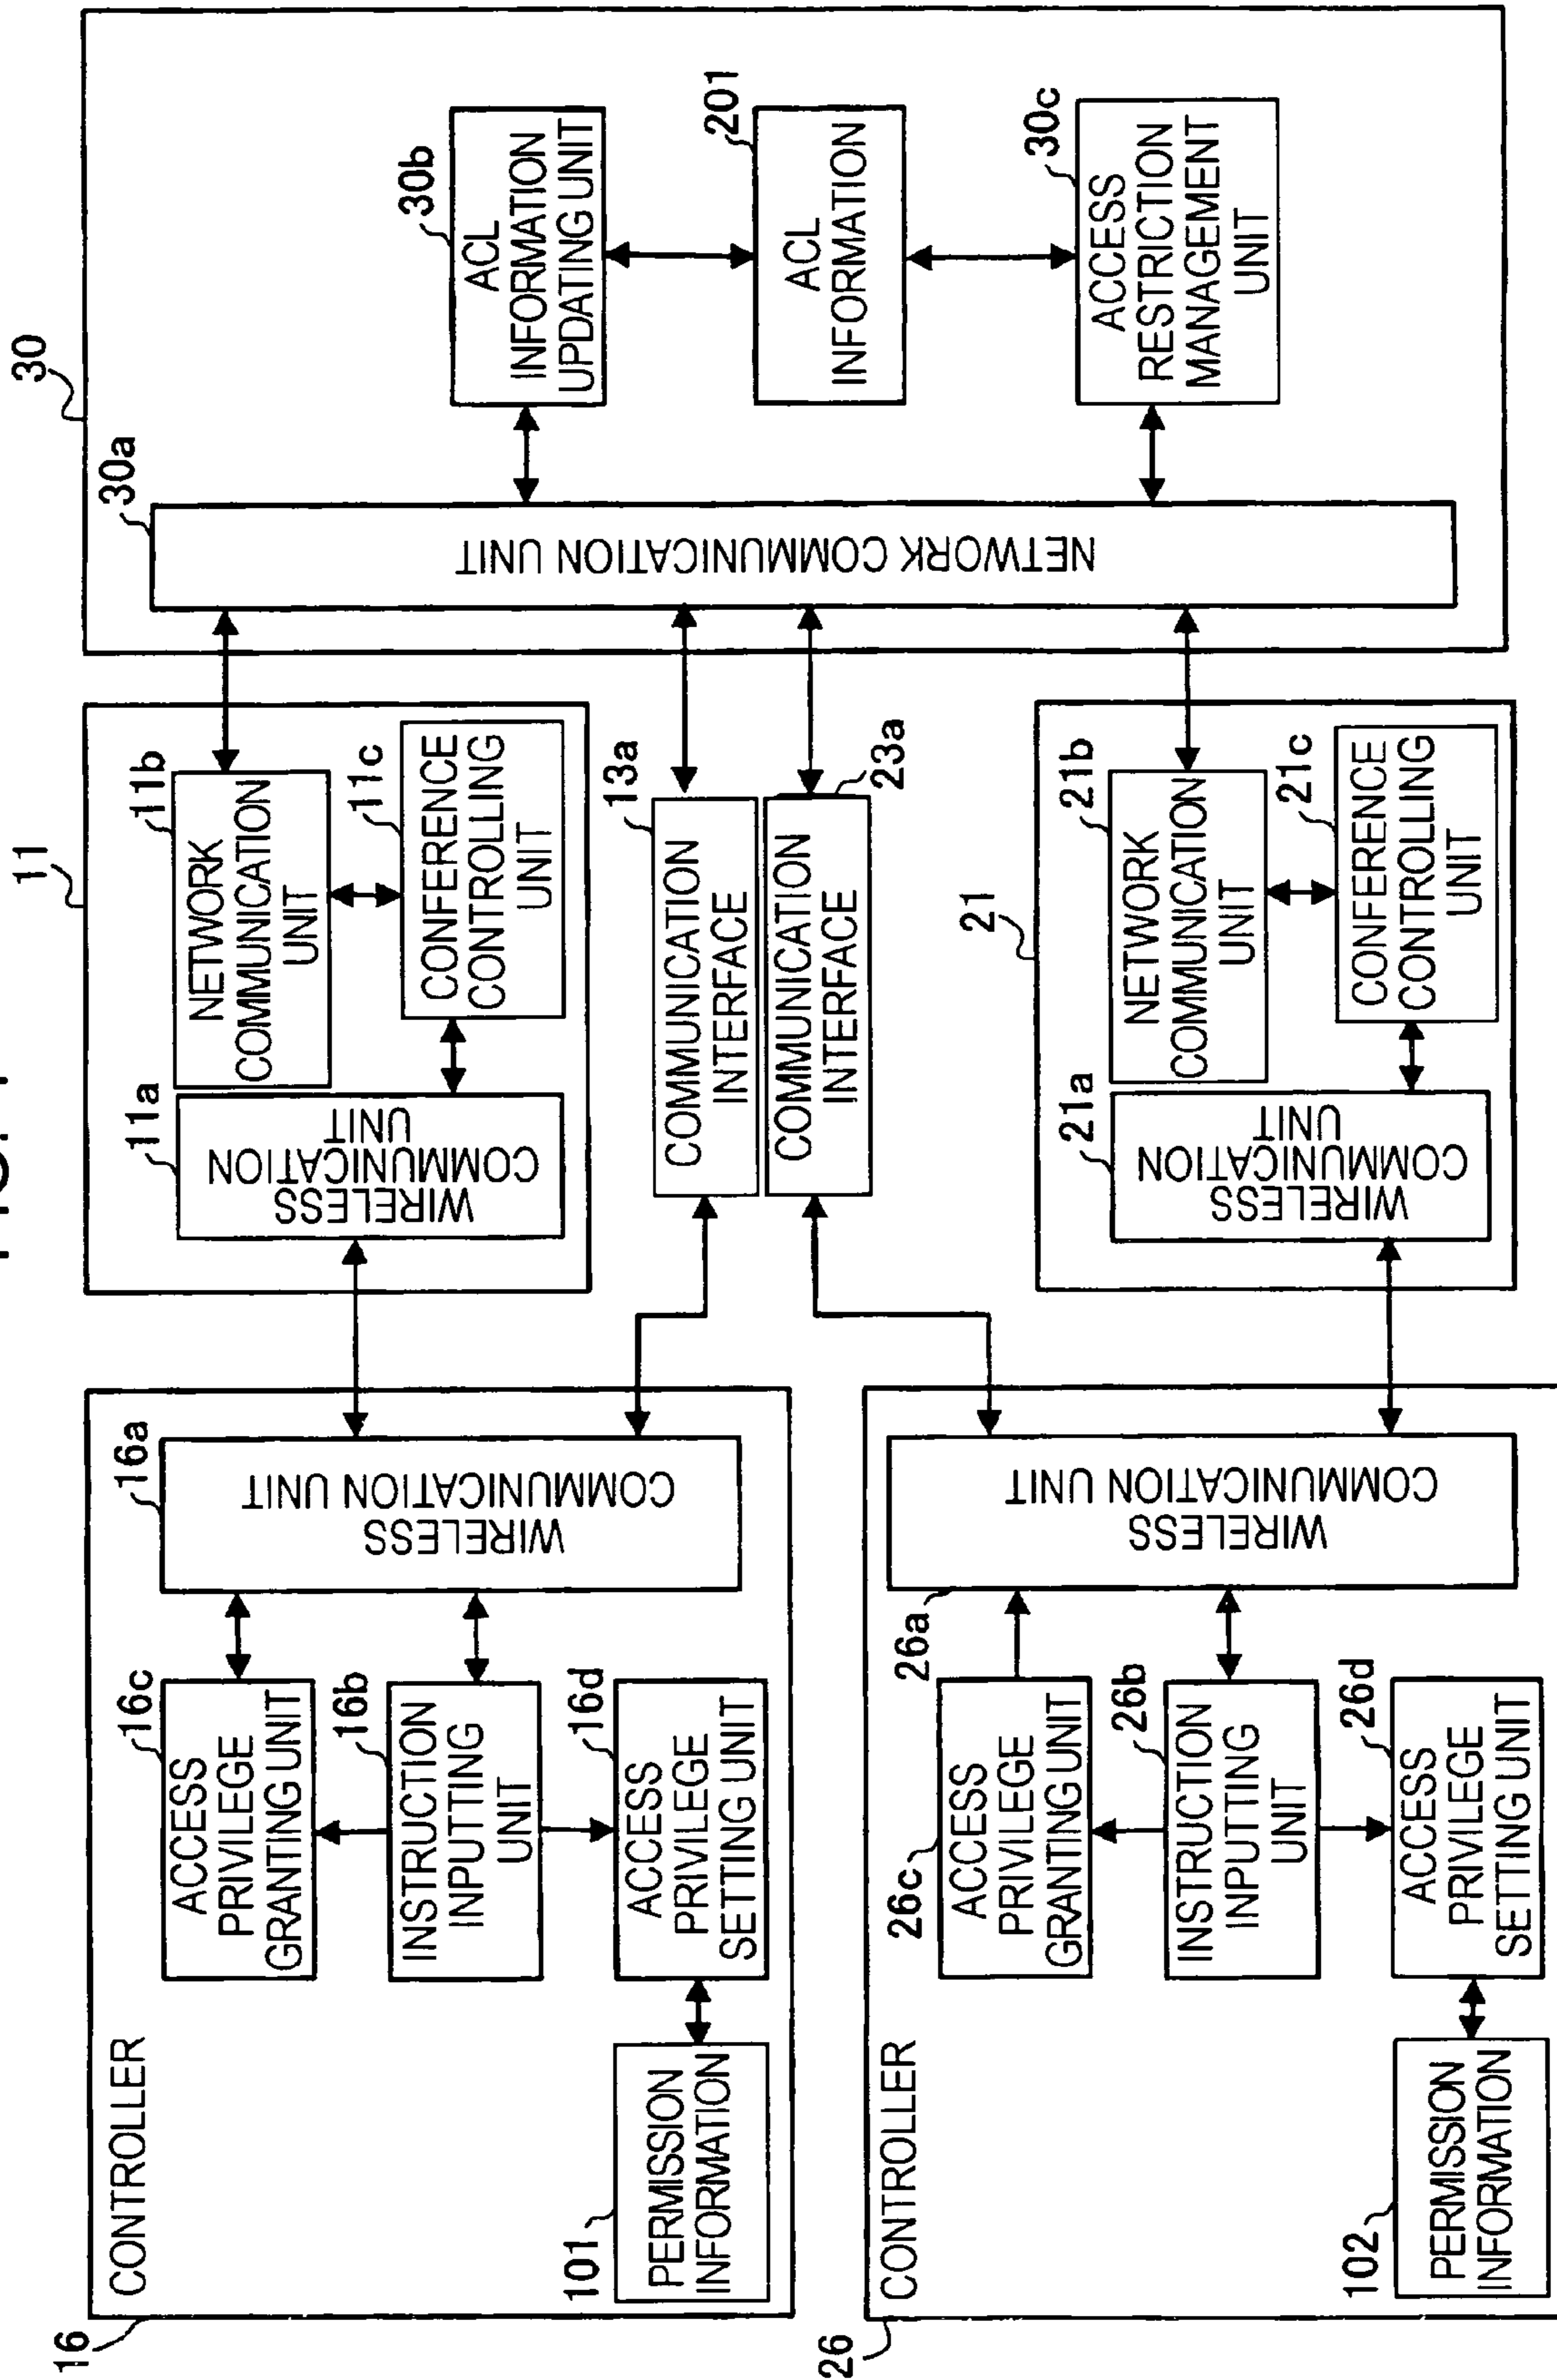 16
CONTROLLER
101
PERMISSION
INFORMATION
ACCESS
PRIVILEGE
GRANTING UNIT
16c
INSTRUCTION
INPUTTING
UNIT
16b
ACCESS
PRIVILEGE
SETTING UNIT
16d
WIRELESS
COMMUNICATION UNIT
16a
11
WIRELESS
COMMUNICATION
UNIT
11a
NETWORK
COMMUNICATION
UNIT
11b
CONFERENCE
CONTROLLING
UNIT
11c
COMMUNICATION
INTERFACE
13a
COMMUNICATION
INTERFACE
23a
26
CONTROLLER
102
PERMISSION
INFORMATION
26c
ACCESS
PRIVILEGE
GRANTING UNIT
INSTRUCTION
INPUTTING
UNIT
26b
ACCESS
PRIVILEGE
SETTING UNIT
26d
26a
WIRELESS
COMMUNICATION UNIT
21
WIRELESS
COMMUNICATION
UNIT
21a
NETWORK
COMMUNICATION
UNIT
21b
CONFERENCE
CONTROLLING
UNIT
21c
30
NETWORK COMMUNICATION UNIT
30a
ACL
INFORMATION
UPDATING UNIT
30b
ACL
INFORMATION
201
ACCESS
RESTRICTION
MANAGEMENT
UNIT
30c